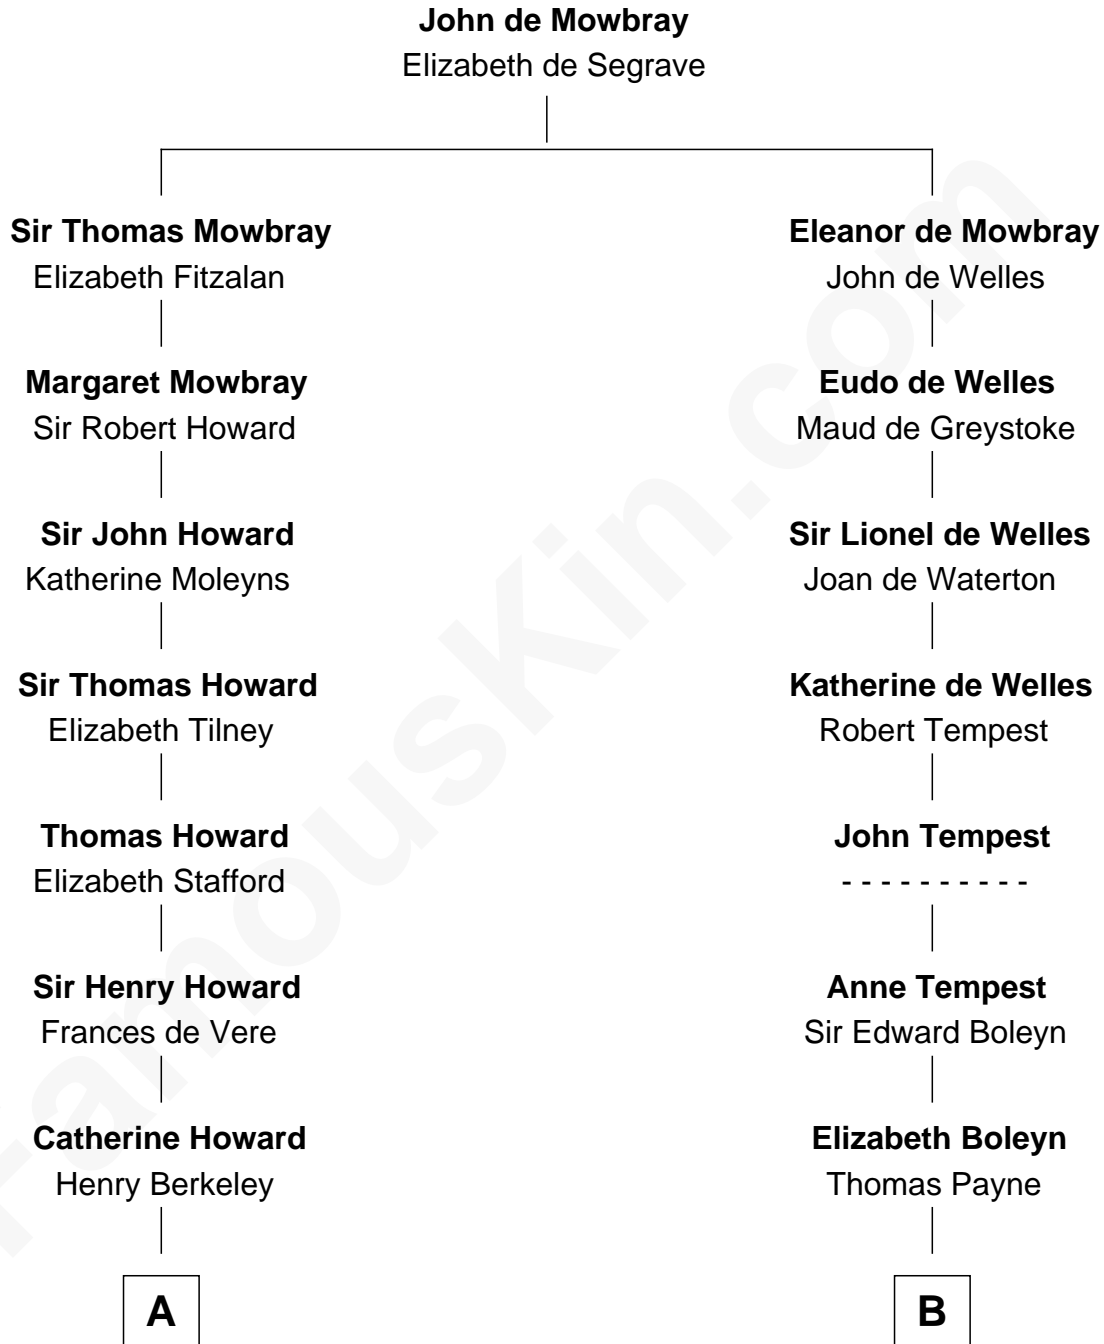 John de Mowbray
Elizabeth de Segrave
Sir Thomas Mowbray
Elizabeth Fitzalan
Eleanor de Mowbray
John de Welles
Margaret Mowbray
Sir Robert Howard
Eudo de Welles
Maud de Greystoke
Sir John Howard
Katherine Moleyns
Sir Lionel de Welles
Joan de Waterton
Sir Thomas Howard
Elizabeth Tilney
Katherine de Welles
Robert Tempest
Thomas Howard
Elizabeth Stafford
John Tempest
- - - - - - - - - -
Sir Henry Howard
Frances de Vere
Anne Tempest
Sir Edward Boleyn
Catherine Howard
Henry Berkeley
Elizabeth Boleyn
Thomas Payne
A
B
FamousKin.com